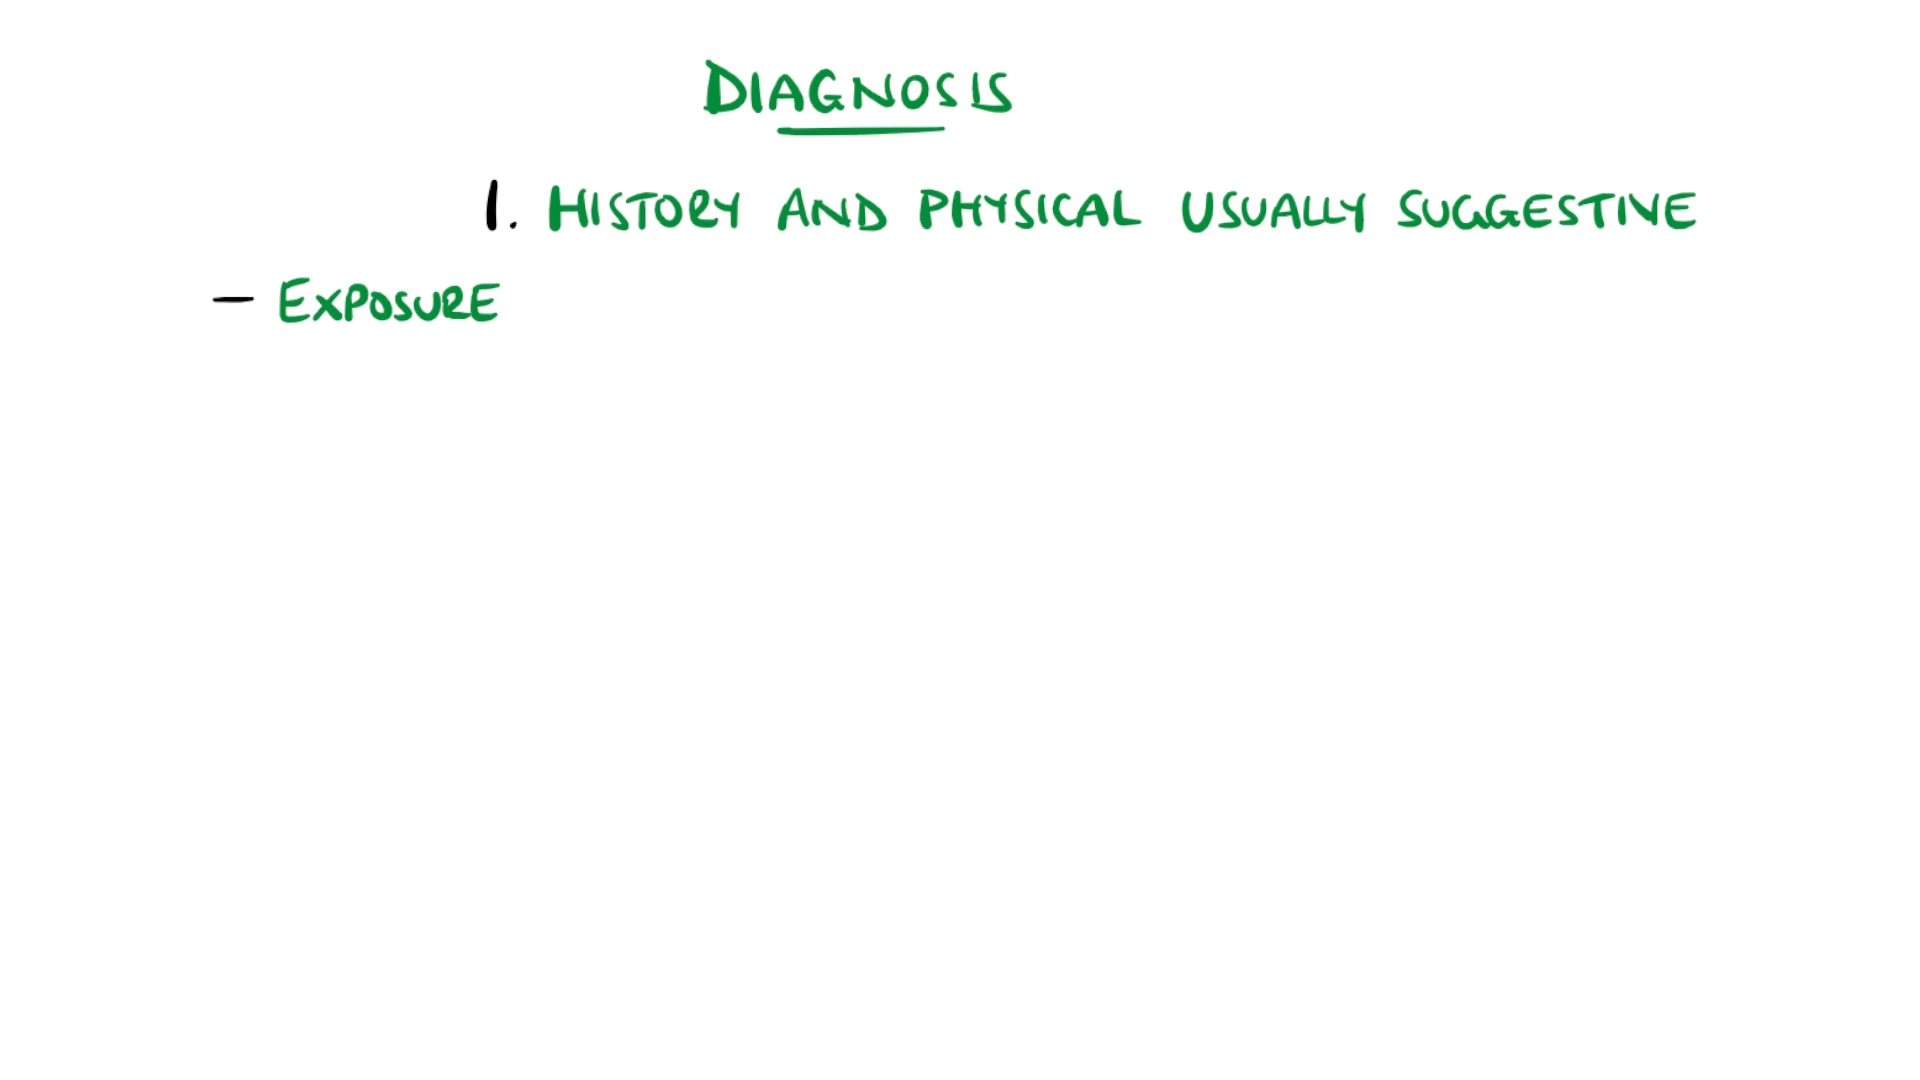 DIAGNOSIS
1. HISTORY AND PHYSICAL USUALLY SUGGESTIVE
— EXPOSURE